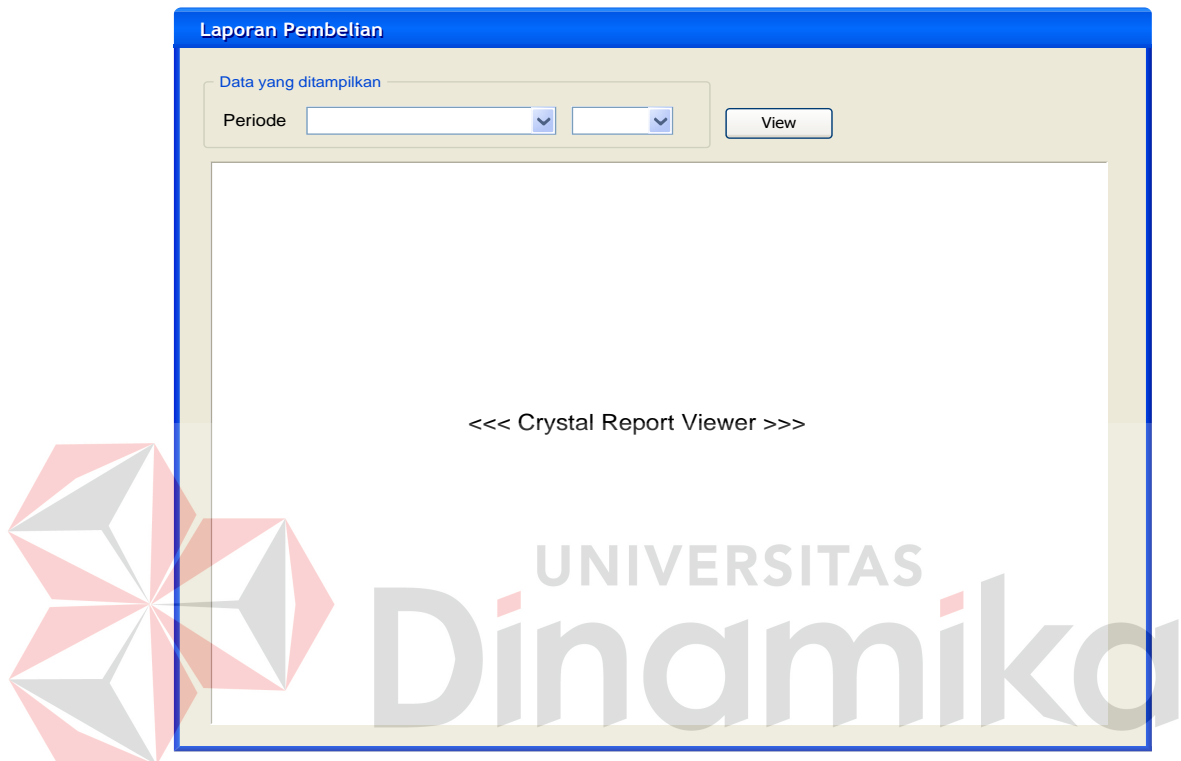 Laporan Pembelian
Data yang ditampilkan
Periode
View
<<< Crystal Report Viewer >>>
UNIVERSITAS
Dinamika